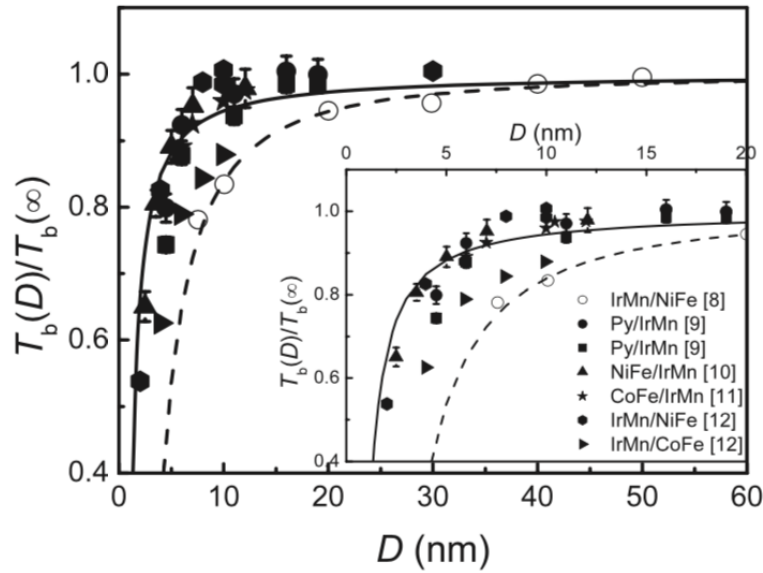 D (nm)
0 5 10 15 20
1.0
0.8
0.6
0.4
T_b(D)/T_b(∞)
1.0
0.8
0.6
0.4
T_b(D)/T_b(∞)
IrMn/NiFe [8]
Py/IrMn [9]
Py/IrMn [9]
NiFe/IrMn [10]
CoFe/IrMn [11]
IrMn/NiFe [12]
IrMn/CoFe [12]
0 10 20 30 40 50 60
D (nm)